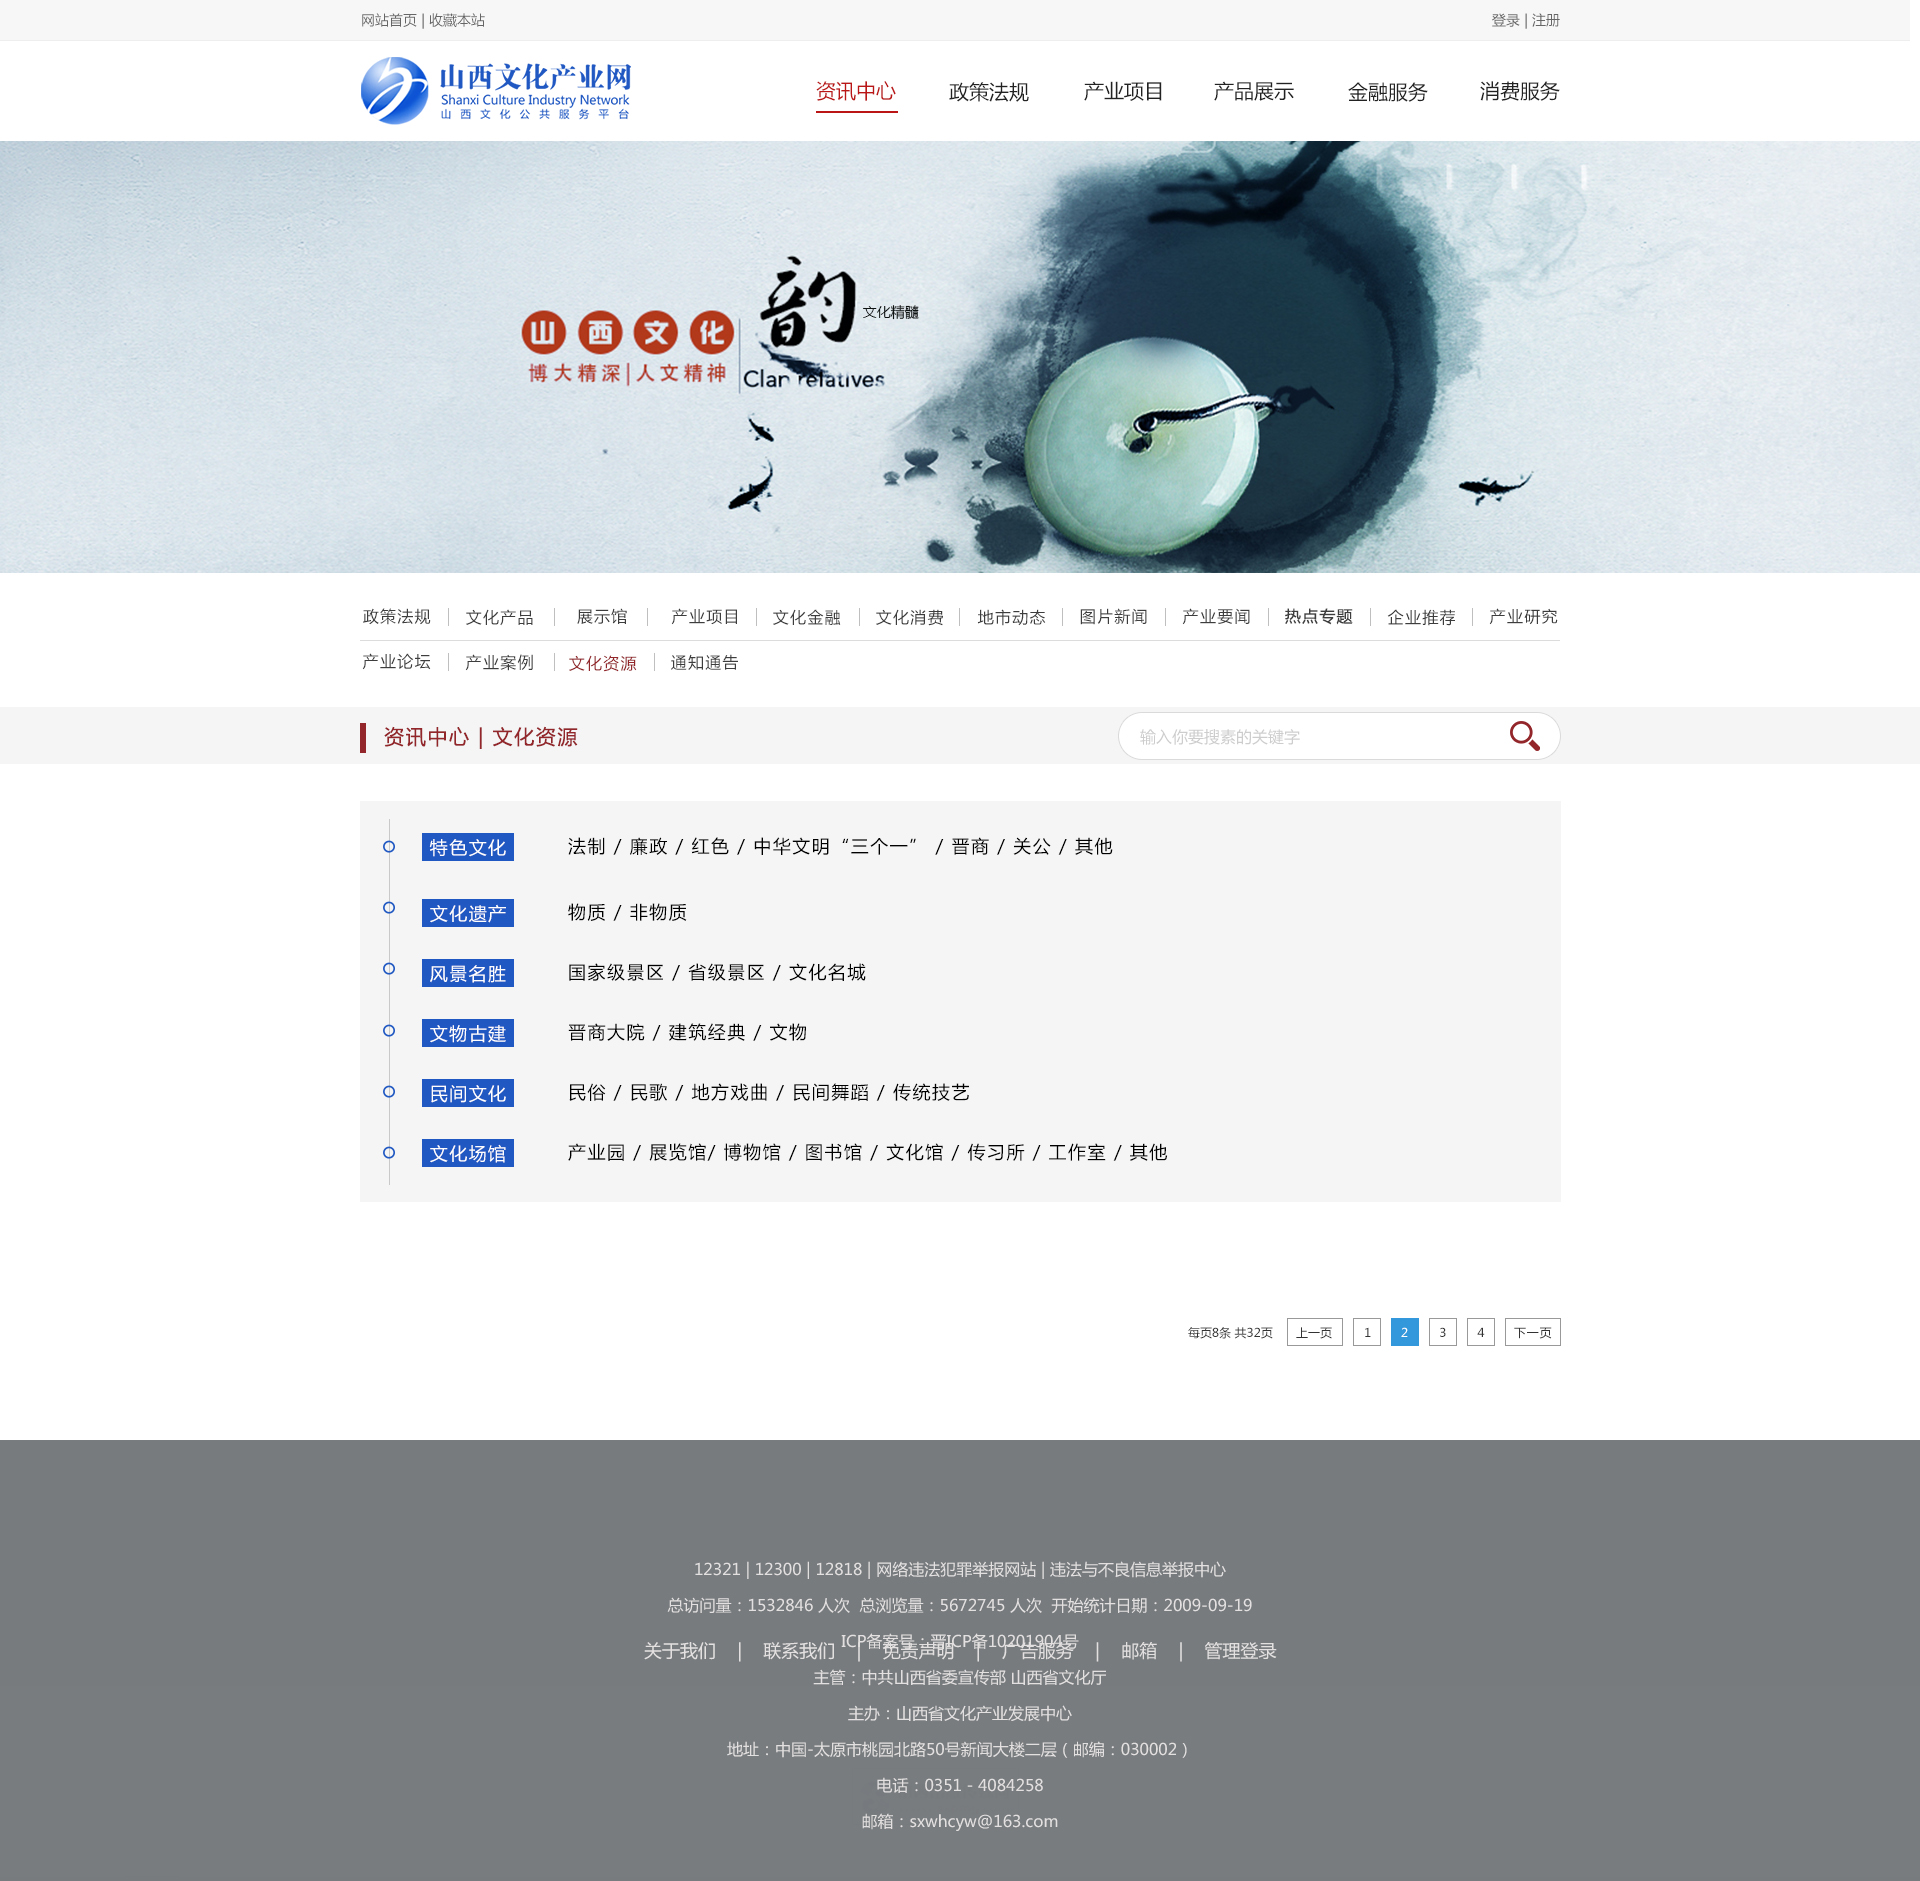 网站首页 | 收藏本站
登录 | 注册
山西文化产业网
Shanxi Culture Industry Network
山西文化公共服务平台
资讯中心 政策法规 产业项目 产品展示 金融服务 消费服务
韵
文化精髓
山西文化
博大精深|人文精神
Clan relatives
政策法规 文化产品 展示馆 产业项目 文化金融 文化消费 地市动态 图片新闻 产业要闻 热点专题 企业推荐 产业研究
产业论坛 产业案例 文化资源 通知通告
资讯中心 | 文化资源
输入你要搜素的关键字
特色文化 法制 / 廉政 / 红色 / 中华文明“三个一” / 晋商 / 关公 / 其他
文化遗产 物质 / 非物质
风景名胜 国家级景区 / 省级景区 / 文化名城
文物古建 晋商大院 / 建筑经典 / 文物
民间文化 民俗 / 民歌 / 地方戏曲 / 民间舞蹈 / 传统技艺
文化场馆 产业园 / 展览馆/ 博物馆 / 图书馆 / 文化馆 / 传习所 / 工作室 / 其他
每页8条 共32页 上一页 1 2 3 4 下一页
12321 | 12300 | 12818 | 网络违法犯罪举报网站 | 违法与不良信息举报中心
总访问量：1532846 人次 总浏览量：5672745 人次 开始统计日期：2009-09-19
ICP备案号：晋ICP备10201904号
关于我们 | 联系我们 | 免责声明 | 广告服务 | 邮箱 | 管理登录
主管：中共山西省委宣传部 山西省文化厅
主办：山西省文化产业发展中心
地址：中国-太原市桃园北路50号新闻大楼二层（邮编：030002）
电话：0351 - 4084258
邮箱：sxwhcyw@163.com